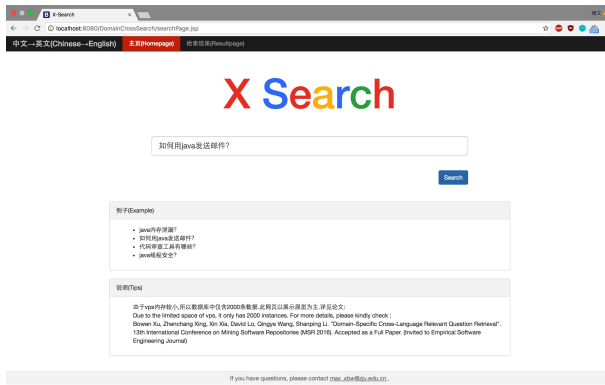 X-Search
博文
localhost:8080/DomainCrossSearch/searchPage.jsp
中文→英文(Chinese→English) 主页(Homepage) 检索结果(Resultpage)
X Search
如何用java发送邮件?
Search
例子(Example)
java内存泄漏?
如何用java发送邮件?
代码审查工具有哪些?
java线程安全?
说明(Tips)
由于vps内存较小,所以数据库中仅含2000条数据.此网页以展示原型为主.详见论文:
Due to the limited space of vps, it only has 2000 instances. For more details, please kindly check :
Bowen Xu, Zhenchang Xing, Xin Xia, David Lo, Qingye Wang, Shanping Li. "Domain-Specific Cross-Language Relevant Question Retrieval".
13th International Conference on Mining Software Repositories (MSR 2016). Accepted as a Full Paper. (Invited to Empirical Software
Engineering Journal)
If you have questions, please contact max_xbw@zju.edu.cn .